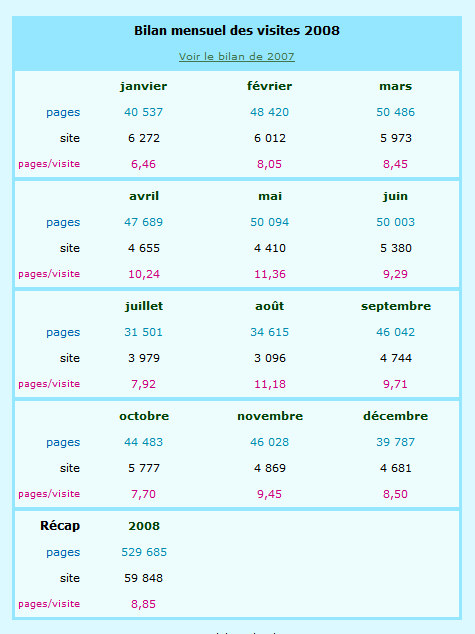 Bilan mensuel des visites 2008
Voir le bilan de 2007
janvier février mars
pages 40 537 48 420 50 486
site 6 272 6 012 5 973
pages/visite 6,46 8,05 8,45
avril mai juin
pages 47 689 50 094 50 003
site 4 655 4 410 5 380
pages/visite 10,24 11,36 9,29
juillet août septembre
pages 31 501 34 615 46 042
site 3 979 3 096 4 744
pages/visite 7,92 11,18 9,71
octobre novembre décembre
pages 44 483 46 028 39 787
site 5 777 4 869 4 681
pages/visite 7,70 9,45 8,50
Récap 2008
pages 529 685
site 59 848
pages/visite 8,85